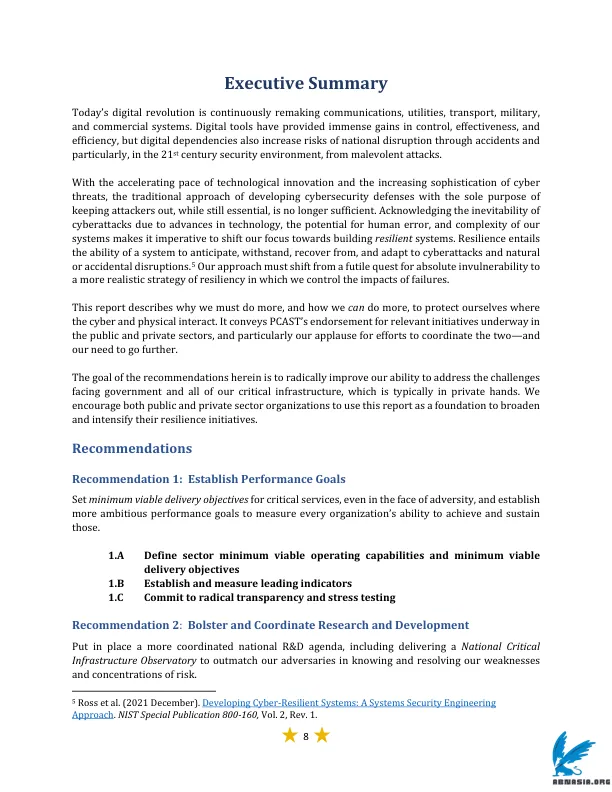 Executive Summary
Today’s digital revolution is continuously remaking communications, utilities, transport, military,
and commercial systems. Digital tools have provided immense gains in control, effectiveness, and
efficiency, but digital dependencies also increase risks of national disruption through accidents and
particularly, in the 21st century security environment, from malevolent attacks.
With the accelerating pace of technological innovation and the increasing sophistication of cyber
threats, the traditional approach of developing cybersecurity defenses with the sole purpose of
keeping attackers out, while still essential, is no longer sufficient. Acknowledging the inevitability of
cyberattacks due to advances in technology, the potential for human error, and complexity of our
systems makes it imperative to shift our focus towards building resilient systems. Resilience entails
the ability of a system to anticipate, withstand, recover from, and adapt to cyberattacks and natural
or accidental disruptions.5 Our approach must shift from a futile quest for absolute invulnerability to
a more realistic strategy of resiliency in which we control the impacts of failures.
This report describes why we must do more, and how we can do more, to protect ourselves where
the cyber and physical interact. It conveys PCAST’s endorsement for relevant initiatives underway in
the public and private sectors, and particularly our applause for efforts to coordinate the two—and
our need to go further.
The goal of the recommendations herein is to radically improve our ability to address the challenges
facing government and all of our critical infrastructure, which is typically in private hands. We
encourage both public and private sector organizations to use this report as a foundation to broaden
and intensify their resilience initiatives.
Recommendations
Recommendation 1: Establish Performance Goals
Set minimum viable delivery objectives for critical services, even in the face of adversity, and establish
more ambitious performance goals to measure every organization’s ability to achieve and sustain
those.
1.A Define sector minimum viable operating capabilities and minimum viable
delivery objectives
1.B Establish and measure leading indicators
1.C Commit to radical transparency and stress testing
Recommendation 2: Bolster and Coordinate Research and Development
Put in place a more coordinated national R&D agenda, including delivering a National Critical
Infrastructure Observatory to outmatch our adversaries in knowing and resolving our weaknesses
and concentrations of risk.
5 Ross et al. (2021 December). Developing Cyber-Resilient Systems: A Systems Security Engineering
Approach. NIST Special Publication 800-160, Vol. 2, Rev. 1.
8
ABNASIA.ORG